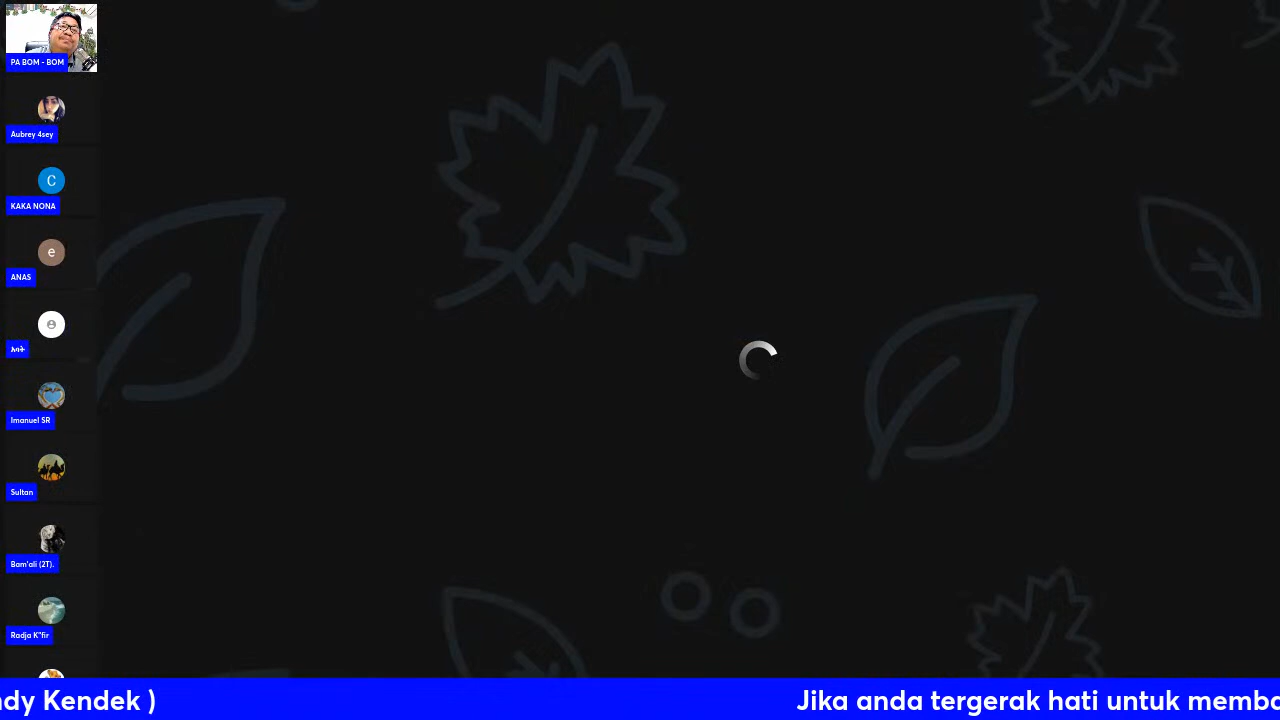 PA BOM - BOM
Aubrey 4sey
C
KAKA NONA
e
ANAS
Imanuel SR
Sultan
Bam'ali (2T).
Radja K"fir
ndy Kendek )
Jika anda tergerak hati untuk memba